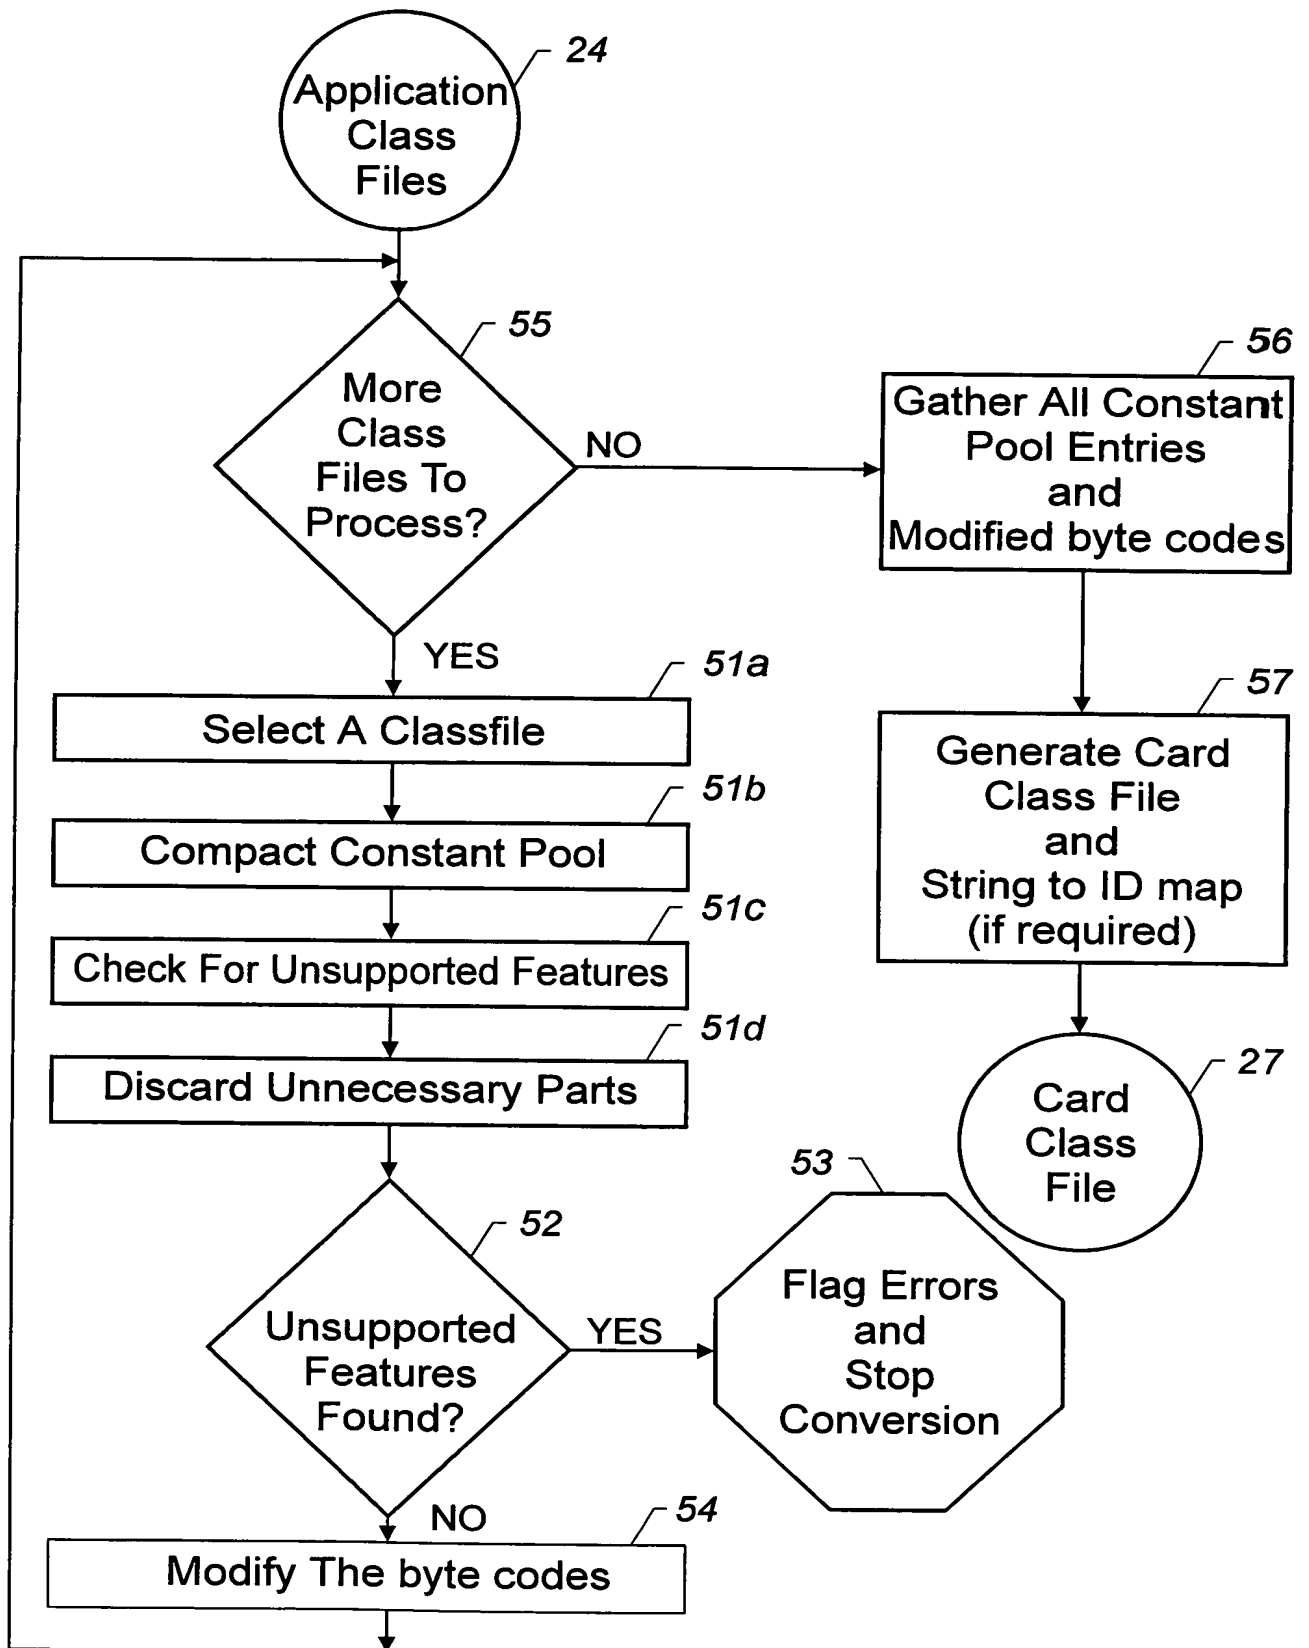 24
Application
Class
Files
55
More
Class
Files To
Process?
NO
YES
56
Gather All Constant
Pool Entries
and
Modified byte codes
51a
Select A Classfile
51b
Compact Constant Pool
51c
Check For Unsupported Features
51d
Discard Unnecessary Parts
57
Generate Card
Class File
and
String to ID map
(if required)
27
Card
Class
File
52
Unsupported
Features
Found?
YES
NO
53
Flag Errors
and
Stop
Conversion
54
Modify The byte codes